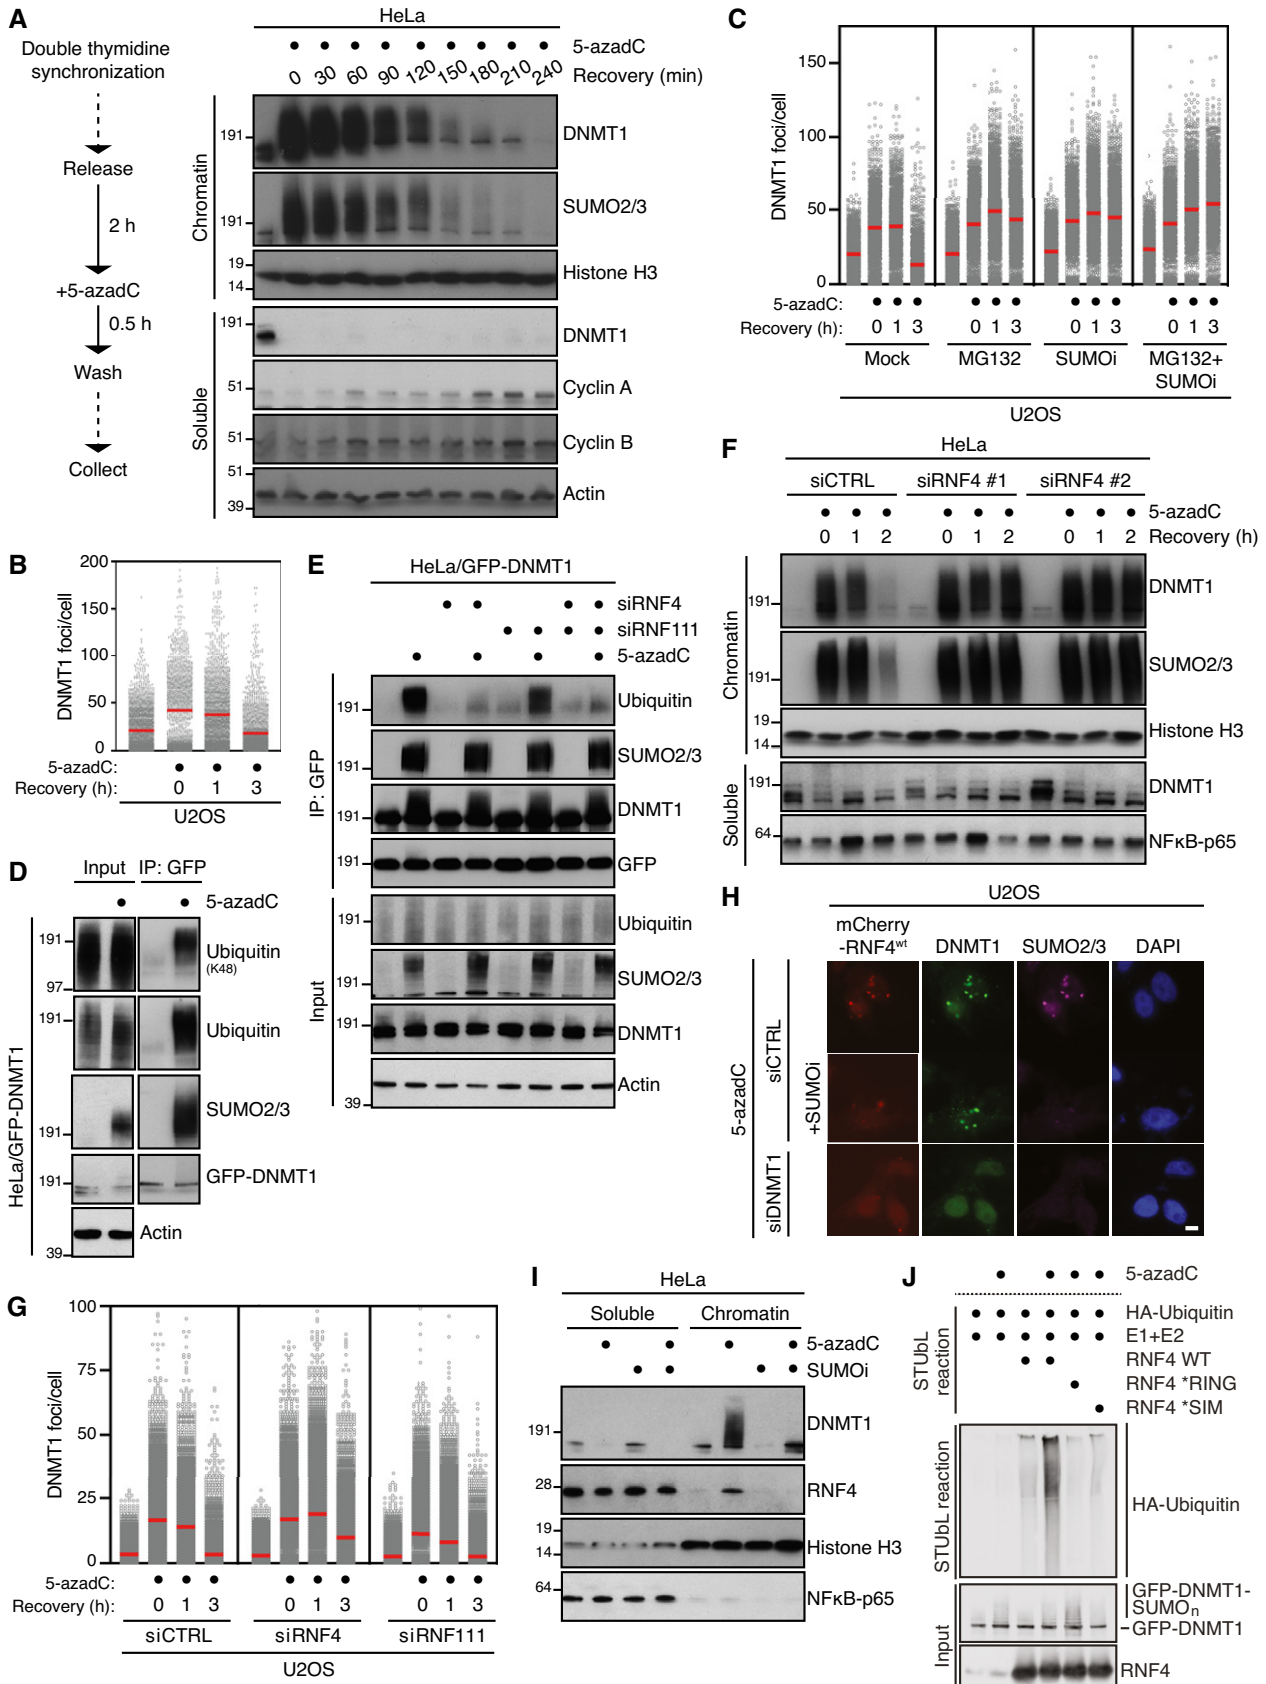 A
HeLa
Double thymidine
synchronization
Release
2 h
+5-azadC
0.5 h
Wash
Collect
5-azadC
0 30 60 90 120 150 180 210 240 Recovery (min)
Chromatin
191 DNMT1
191 SUMO2/3
19
14
Histone H3
Soluble
191 DNMT1
51 Cyclin A
51 Cyclin B
51
39
Actin
B
DNMT1 foci/cell
200
150
100
50
0
5-azadC:
Recovery (h): 0 1 3
U2OS
C
DNMT1 foci/cell
150
100
50
0
5-azadC:
Recovery (h): 0 1 3 0 1 3 0 1 3 0 1 3
Mock MG132 SUMOi MG132+
SUMOi
U2OS
D
Input IP: GFP
5-azadC
HeLa/GFP-DNMT1
191
97
Ubiquitin
(K48)
191 Ubiquitin
191 SUMO2/3
191 GFP-DNMT1
39 Actin
E
HeLa/GFP-DNMT1
siRNF4
siRNF111
5-azadC
IP: GFP
191 Ubiquitin
191 SUMO2/3
191 DNMT1
191 GFP
Input
191 Ubiquitin
191 SUMO2/3
191 DNMT1
39 Actin
F
HeLa
siCTRL siRNF4 #1 siRNF4 #2
5-azadC
0 1 2 0 1 2 0 1 2 Recovery (h)
Chromatin
191 DNMT1
191 SUMO2/3
19
14
Histone H3
Soluble
191 DNMT1
64 NFκB-p65
G
DNMT1 foci/cell
100
75
50
25
0
5-azadC:
Recovery (h): 0 1 3 0 1 3 0 1 3
siCTRL siRNF4 siRNF111
U2OS
H
U2OS
mCherry
-RNF4wt DNMT1 SUMO2/3 DAPI
5-azadC
siCTRL
+SUMOi
siDNMT1
I
HeLa
Soluble Chromatin
5-azadC
SUMOi
191 DNMT1
28 RNF4
19
14
Histone H3
64 NFκB-p65
J
5-azadC
STUbL
reaction
HA-Ubiquitin
E1+E2
RNF4 WT
RNF4 *RING
RNF4 *SIM
STUbL reaction
HA-Ubiquitin
Input
GFP-DNMT1-
SUMOn
GFP-DNMT1
RNF4